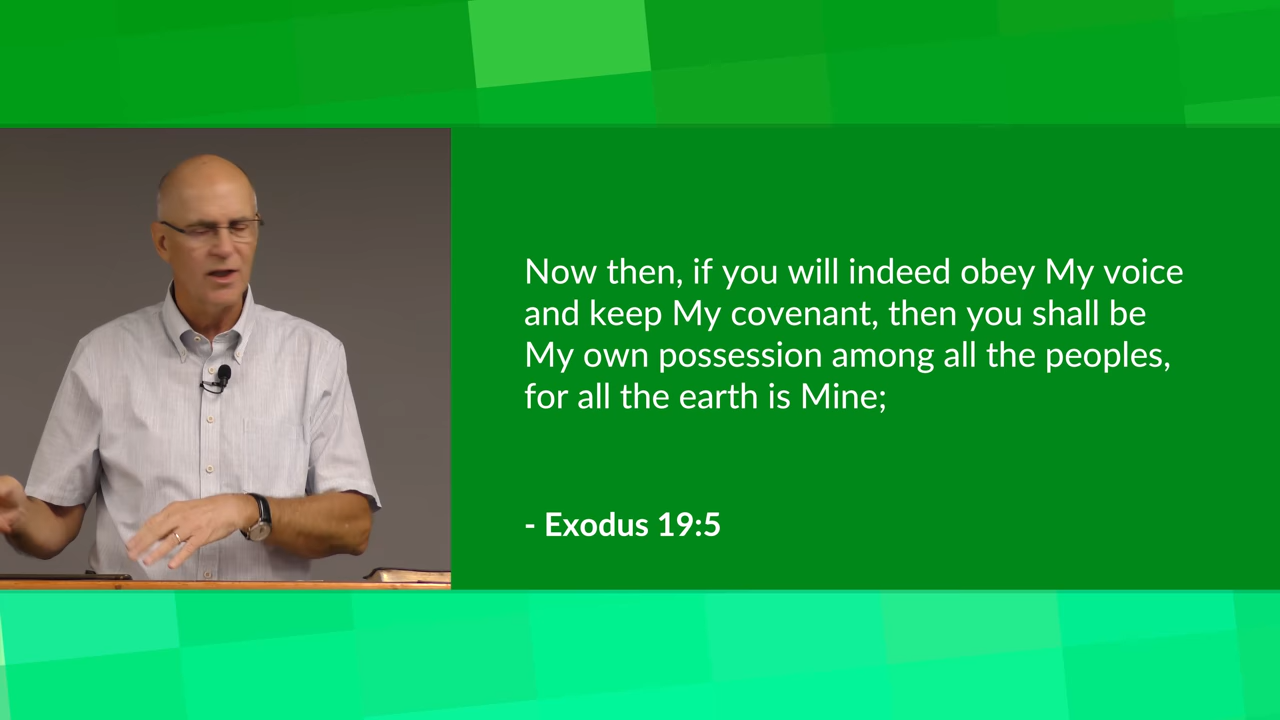 Now then, if you will indeed obey My voice
and keep My covenant, then you shall be
My own possession among all the peoples,
for all the earth is Mine;
- Exodus 19:5